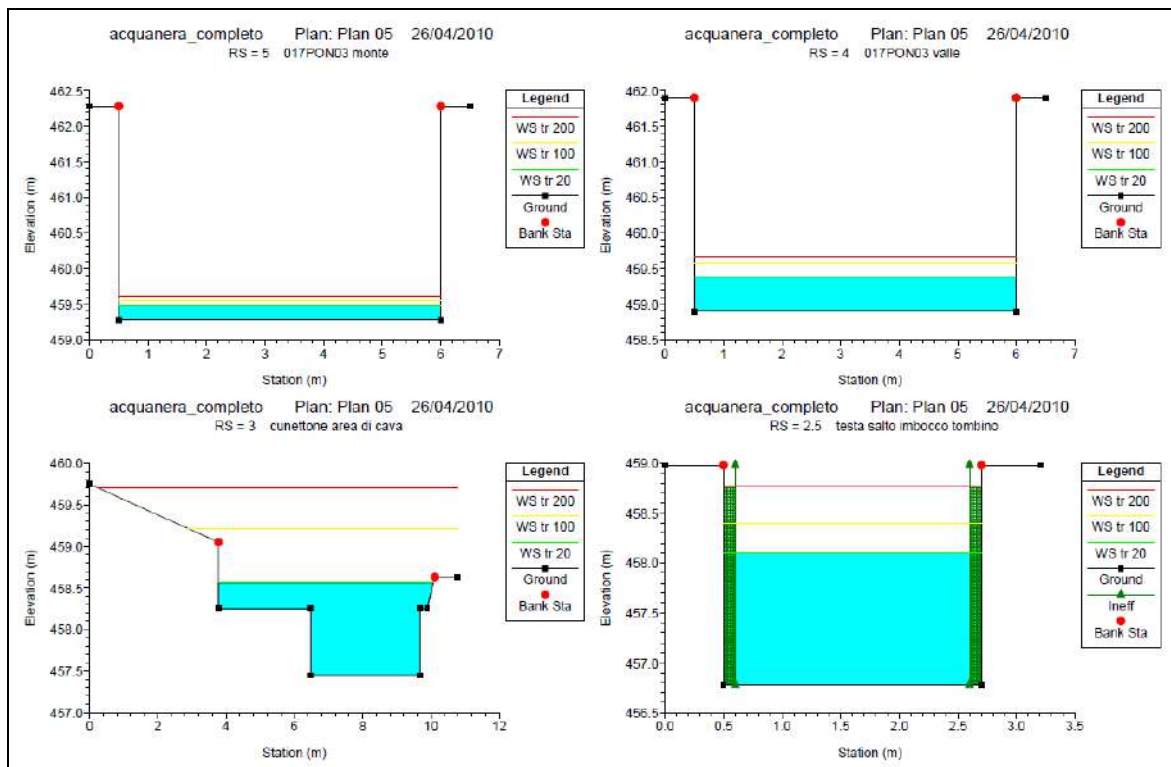 acquanera_completo Plan: Plan 05 26/04/2010
RS = 5 017PON03 monte
Elevation (m)
462.5
462.0
461.5
461.0
460.5
460.0
459.5
459.0
0 1 2 3 4 5 6 7
Station (m)
Legend
WS tr 200
WS tr 100
WS tr 20
Ground
Bank Sta
acquanera_completo Plan: Plan 05 26/04/2010
RS = 4 017PON03 valle
Elevation (m)
462.0
461.5
461.0
460.5
460.0
459.5
459.0
458.5
0 1 2 3 4 5 6 7
Station (m)
Legend
WS tr 200
WS tr 100
WS tr 20
Ground
Bank Sta
acquanera_completo Plan: Plan 05 26/04/2010
RS = 3 cunettone area di cava
Elevation (m)
460.0
459.5
459.0
458.5
458.0
457.5
457.0
0 2 4 6 8 10 12
Station (m)
Legend
WS tr 200
WS tr 100
WS tr 20
Ground
Bank Sta
acquanera_completo Plan: Plan 05 26/04/2010
RS = 2.5 testa salto imbocco tombino
Elevation (m)
459.0
458.5
458.0
457.5
457.0
456.5
0.0 0.5 1.0 1.5 2.0 2.5 3.0 3.5
Station (m)
Legend
WS tr 200
WS tr 100
WS tr 20
Ground
Ineff
Bank Sta